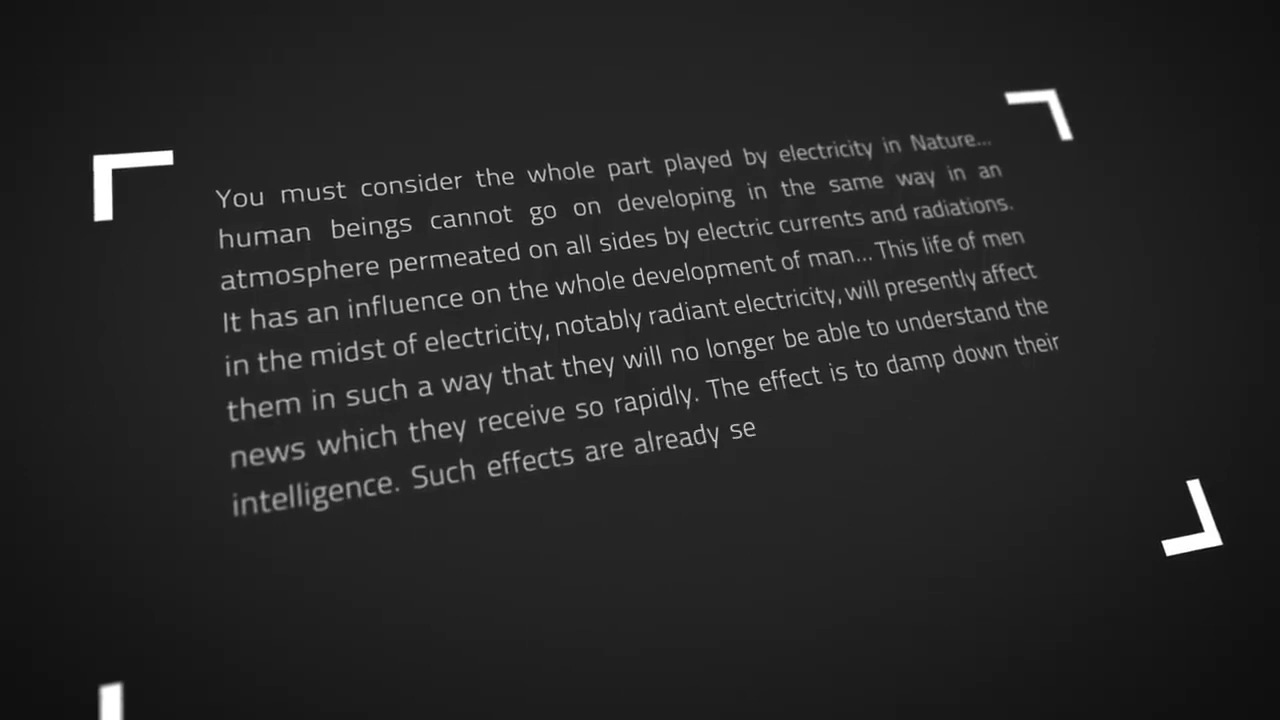 You must consider the whole part played by electricity in Nature...
human beings cannot go on developing in the same way in an
atmosphere permeated on all sides by electric currents and radiations.
It has an influence on the whole development of man... This life of men
in the midst of electricity, notably radiant electricity, will presently affect
them in such a way that they will no longer be able to understand the
news which they receive so rapidly. The effect is to damp down their
intelligence. Such effects are already se